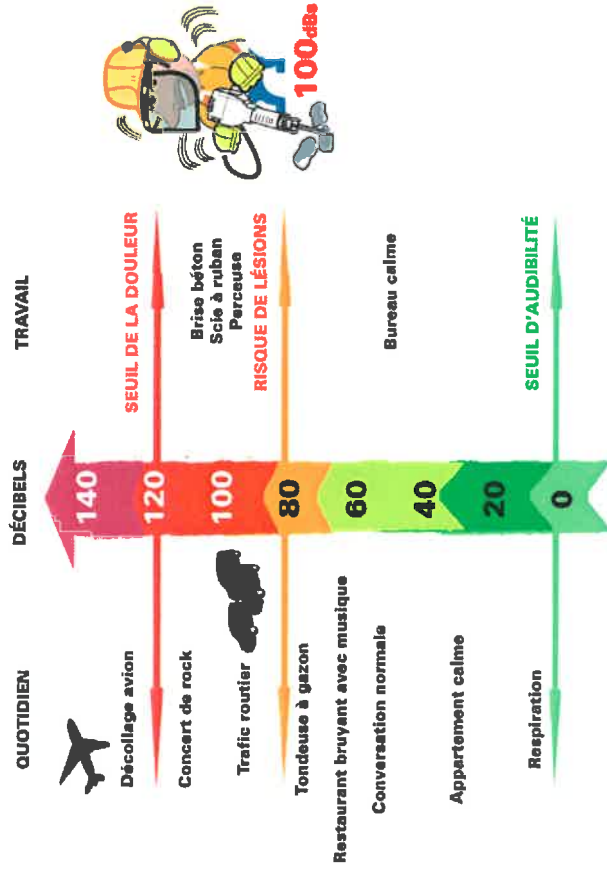 QUOTIDIEN
DÉCIBELS
TRAVAIL
Décollage avion
140
SEUIL DE LA DOULEUR
120
Concert de rock
Brise béton
Scie à ruban
Perceuse
100
Trafic routier
RISQUE DE LÉSIONS
80
Tondeuse à gazon
Restaurant bruyant avec musique
60
Conversation normale
Bureau calme
40
Appartement calme
20
SEUIL D'AUDIBILITÉ
Respiration
0
100dBs